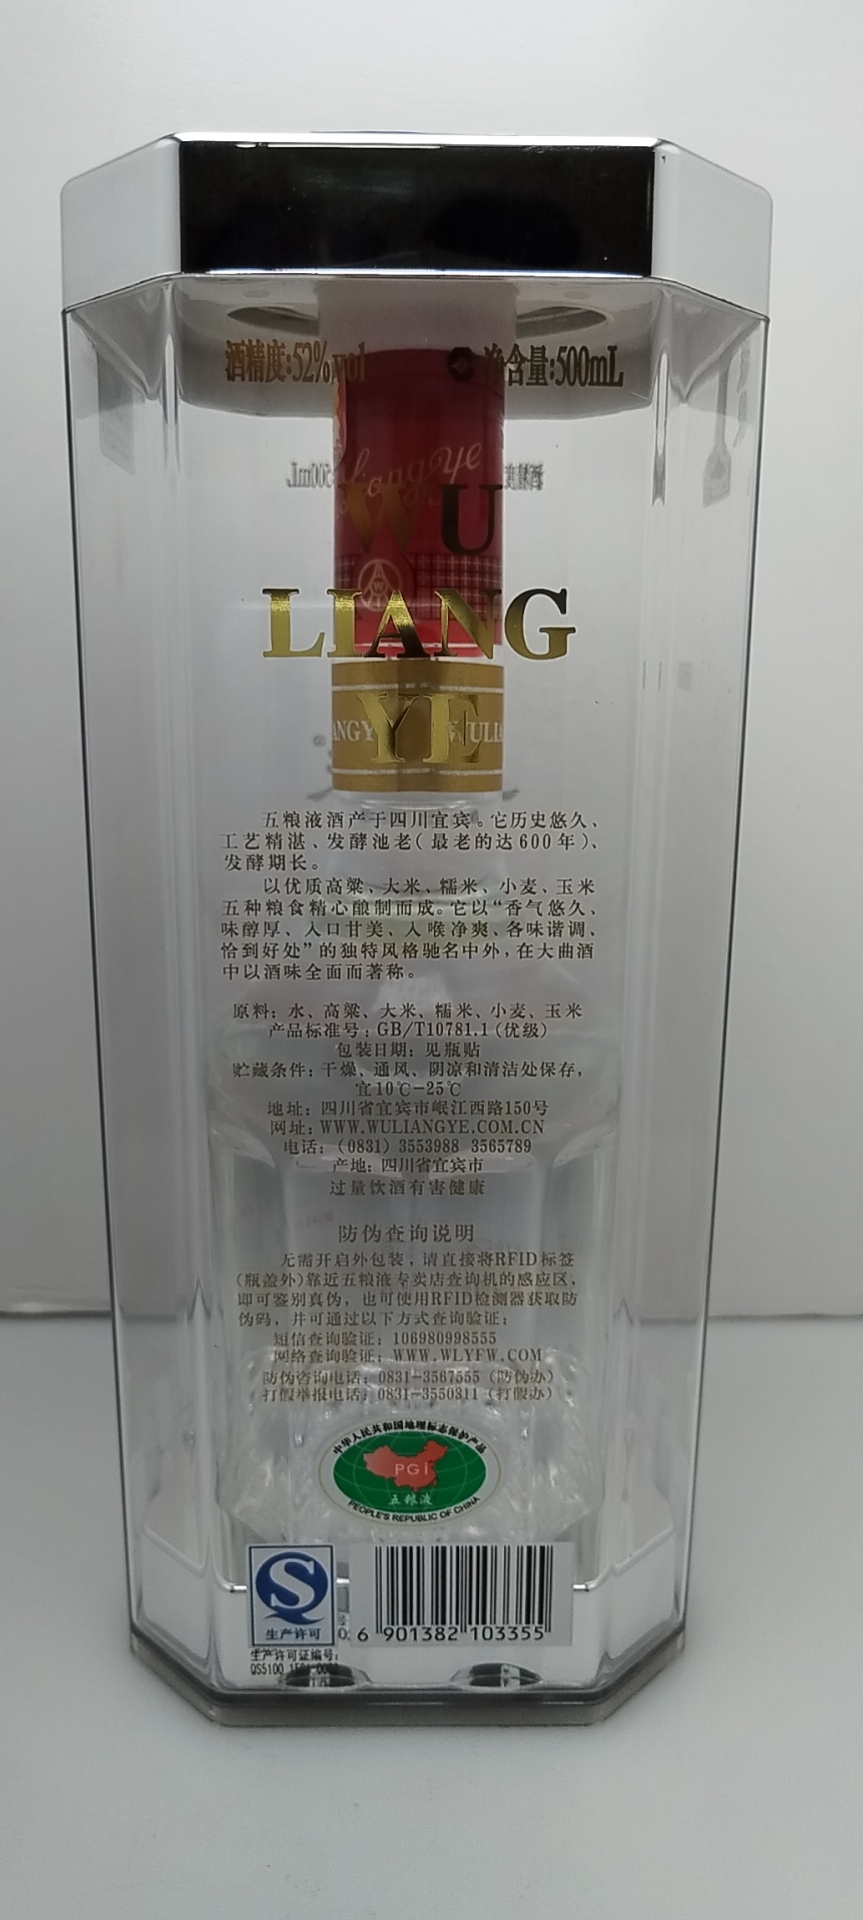 酒精度:52%vol 净含量:500mL
Liangye
WU
LIANG
YE
ANGYE WULIA
五粮液酒产于四川宜宾。它历史悠久、
工艺精湛、发酵池老(最老的达600年)、
发酵期长。
以优质高粱、大米、糯米、小麦、玉米
五种粮食精心酿制而成。它以“香气悠久、
味醇厚、入口甘美、入喉净爽、各味谐调、
恰到好处”的独特风格驰名中外,在大曲酒
中以酒味全面而著称。
原料: 水、高粱、大米、糯米、小麦、玉米
产品标准号: GB/T10781.1(优级)
包装日期: 见瓶贴
贮藏条件: 干燥、通风、阴凉和清洁处保存,
宜10℃-25℃
地址: 四川省宜宾市岷江西路150号
网址: WWW.WULIANGYE.COM.CN
电话: (0831) 3553988 3565789
产地: 四川省宜宾市
过量饮酒有害健康
防伪查询说明
无需开启外包装,请直接将RFID标签
(瓶盖外)靠近五粮液专卖店查询机的感应区,
即可鉴别真伪,也可使用RFID检测器获取防
伪码,并可通过以下方式查询验证:
短信查询验证: 106980998555
网络查询验证: WWW.WLYFW.COM
防伪咨询电话: 0831-3567555 (防伪办)
打假举报电话: 0831-3550311 (打假办)
中华人民共和国地理标志保护产品
PGI
五粮液
PEOPLE'S REPUBLIC OF CHINA
生产许可
6 901382 103355
生产许可证编号:
QS5100